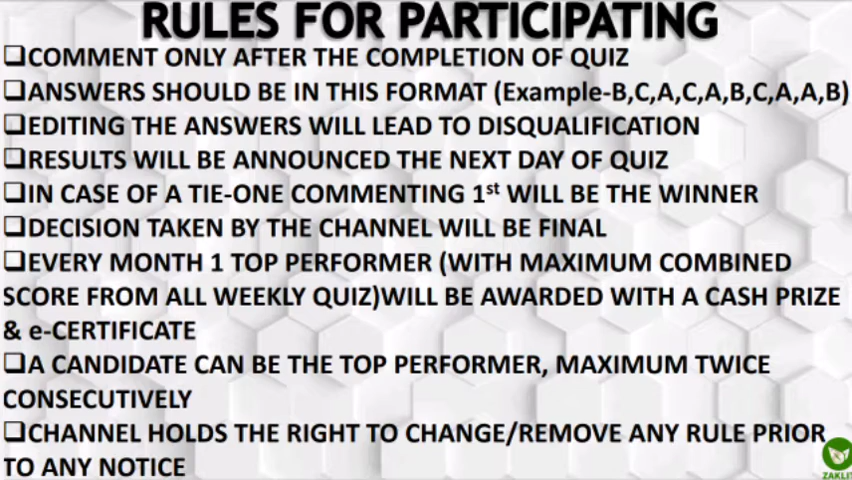 RULES FOR PARTICIPATING
❑COMMENT ONLY AFTER THE COMPLETION OF QUIZ
❑ANSWERS SHOULD BE IN THIS FORMAT (Example-B,C,A,C,A,B,C,A,A,B)
❑EDITING THE ANSWERS WILL LEAD TO DISQUALIFICATION
❑RESULTS WILL BE ANNOUNCED THE NEXT DAY OF QUIZ
❑IN CASE OF A TIE-ONE COMMENTING 1st WILL BE THE WINNER
❑DECISION TAKEN BY THE CHANNEL WILL BE FINAL
❑EVERY MONTH 1 TOP PERFORMER (WITH MAXIMUM COMBINED
SCORE FROM ALL WEEKLY QUIZ)WILL BE AWARDED WITH A CASH PRIZE
& e-CERTIFICATE
❑A CANDIDATE CAN BE THE TOP PERFORMER, MAXIMUM TWICE
CONSECUTIVELY
❑CHANNEL HOLDS THE RIGHT TO CHANGE/REMOVE ANY RULE PRIOR
TO ANY NOTICE